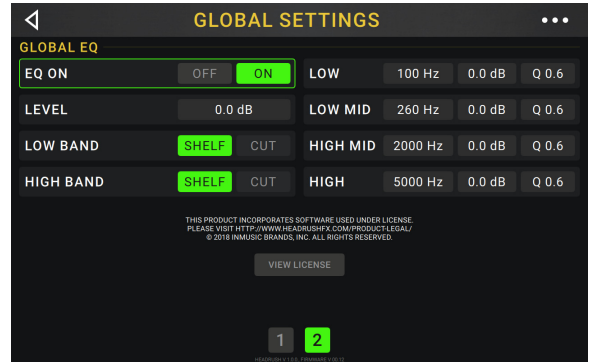 GLOBAL SETTINGS
GLOBAL EQ
EQ ON OFF ON LOW 100 Hz 0.0 dB Q 0.6
LEVEL 0.0 dB LOW MID 260 Hz 0.0 dB Q 0.6
LOW BAND SHELF CUT HIGH MID 2000 Hz 0.0 dB Q 0.6
HIGH BAND SHELF CUT HIGH 5000 Hz 0.0 dB Q 0.6
THIS PRODUCT INCORPORATES SOFTWARE USED UNDER LICENSE.
PLEASE VISIT HTTP://WWW.HEADRUSHFX.COM/PRODUCT-LEGAL/
© 2018 INMUSIC BRANDS, INC. ALL RIGHTS RESERVED.
VIEW LICENSE
1 2